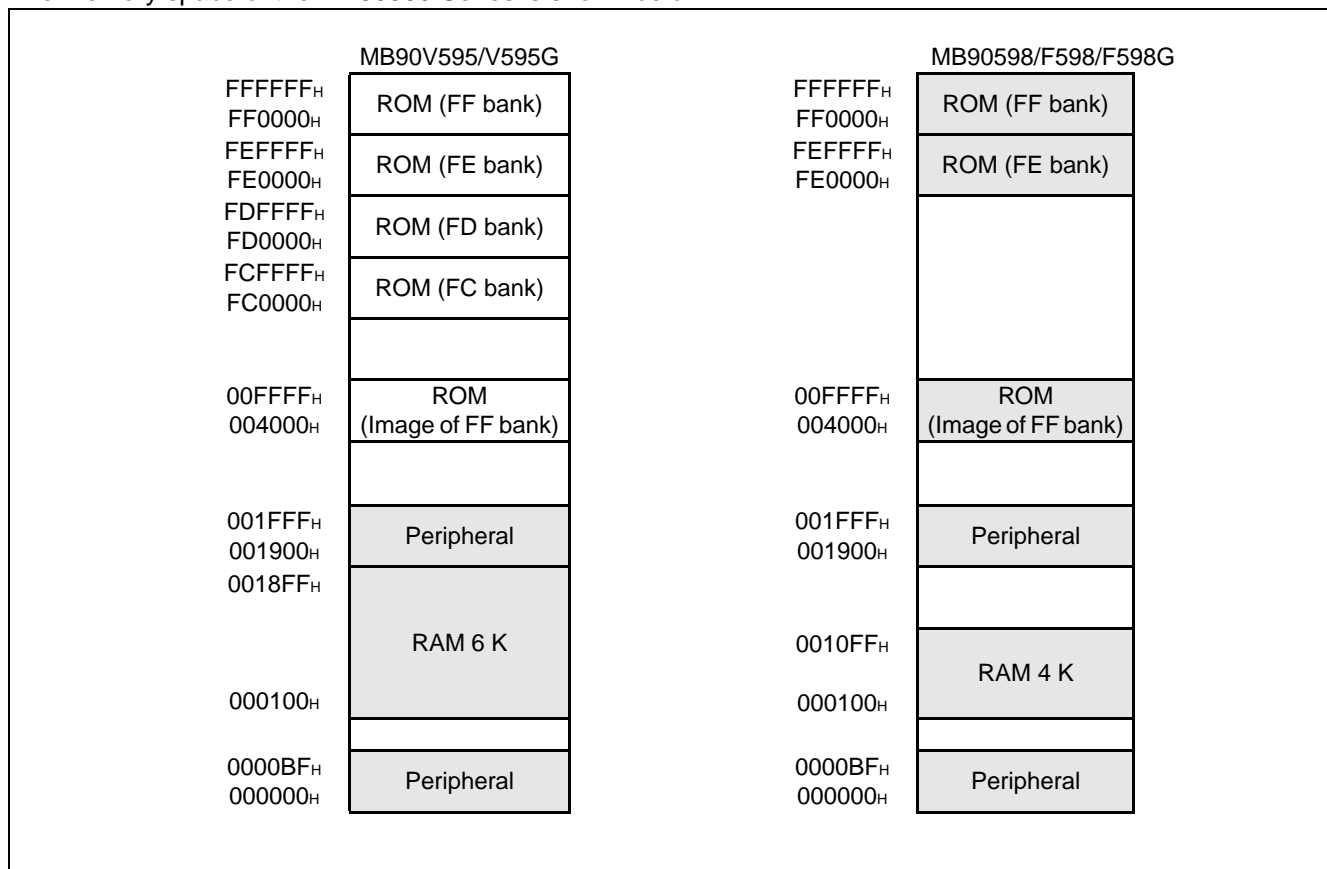 MB90V595/V595G
FFFFFFH
FF0000H
ROM (FF bank)
FEFFFFH
FE0000H
ROM (FE bank)
FDFFFFH
FD0000H
ROM (FD bank)
FCFFFFH
FC0000H
ROM (FC bank)
00FFFFH
004000H
ROM
(Image of FF bank)
001FFFH
001900H
Peripheral
0018FFH
RAM 6 K
000100H
0000BFH
000000H
Peripheral
MB90598/F598/F598G
FFFFFFH
FF0000H
ROM (FF bank)
FEFFFFH
FE0000H
ROM (FE bank)
00FFFFH
004000H
ROM
(Image of FF bank)
001FFFH
001900H
Peripheral
0010FFH
RAM 4 K
000100H
0000BFH
000000H
Peripheral